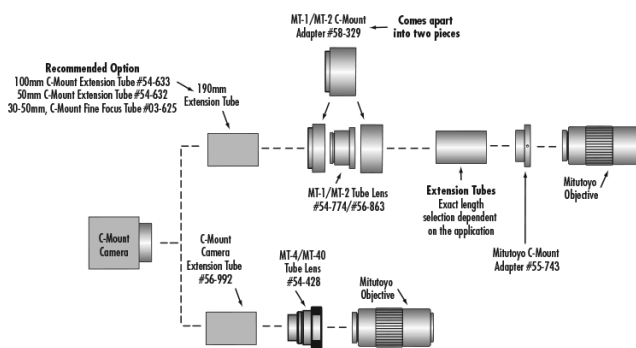 MT-1/MT-2 C-Mount
Adapter #58-329
Comes apart
into two pieces
Recommended Option
100mm C-Mount Extension Tube #54-633
50mm C-Mount Extension Tube #54-632
30-50mm, C-Mount Fine Focus Tube #03-625
190mm
Extension Tube
MT-1/MT-2 Tube Lens
#54-774/#56-863
Extension Tubes
Exact length
selection dependent
on the application
Mitutoyo
Objective
Mitutoyo C-Mount
Adapter #55-743
C-Mount
Camera
C-Mount
Camera
Extension Tube
#56-992
MT-4/MT-40
Tube Lens
#54-428
Mitutoyo
Objective